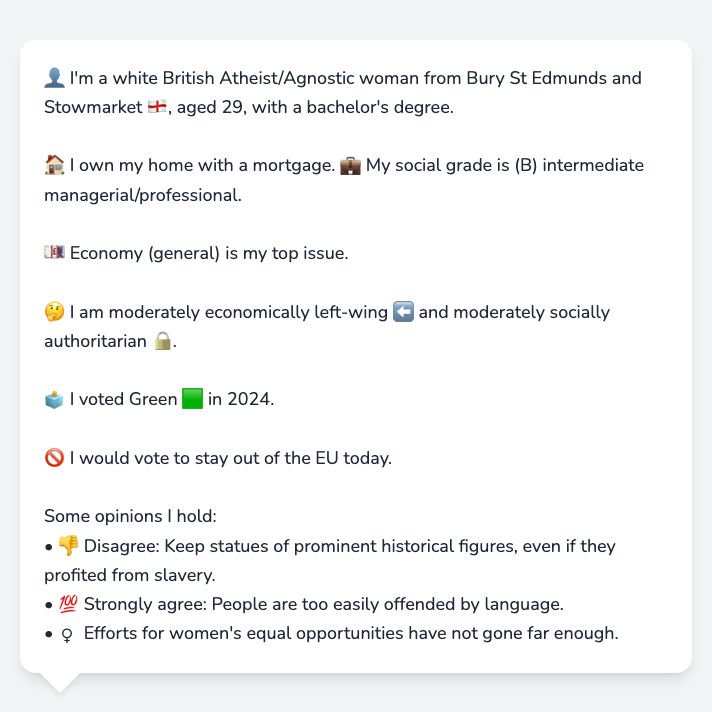 👤 I'm a white British Atheist/Agnostic woman from Bury St Edmunds and
Stowmarket 🏴󠁧󠁢󠁥󠁮󠁧󠁿, aged 29, with a bachelor's degree.
🏠 I own my home with a mortgage. 💼 My social grade is (B) intermediate
managerial/professional.
💷 Economy (general) is my top issue.
🤔 I am moderately economically left-wing ⬅️ and moderately socially
authoritarian 🔒.
🗳️ I voted Green 🟩 in 2024.
🚫 I would vote to stay out of the EU today.
Some opinions I hold:
• 👎 Disagree: Keep statues of prominent historical figures, even if they
profited from slavery.
• 💯 Strongly agree: People are too easily offended by language.
• ♀ Efforts for women's equal opportunities have not gone far enough.